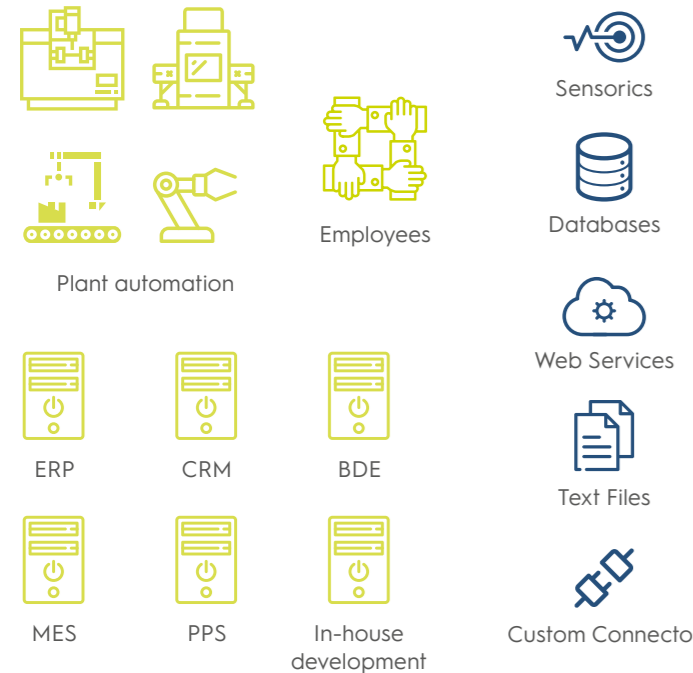 Sensorics
Databases
Employees
Plant automation
Web Services
ERP
CRM
BDE
Text Files
MES
PPS
In-house
development
Custom Connecto